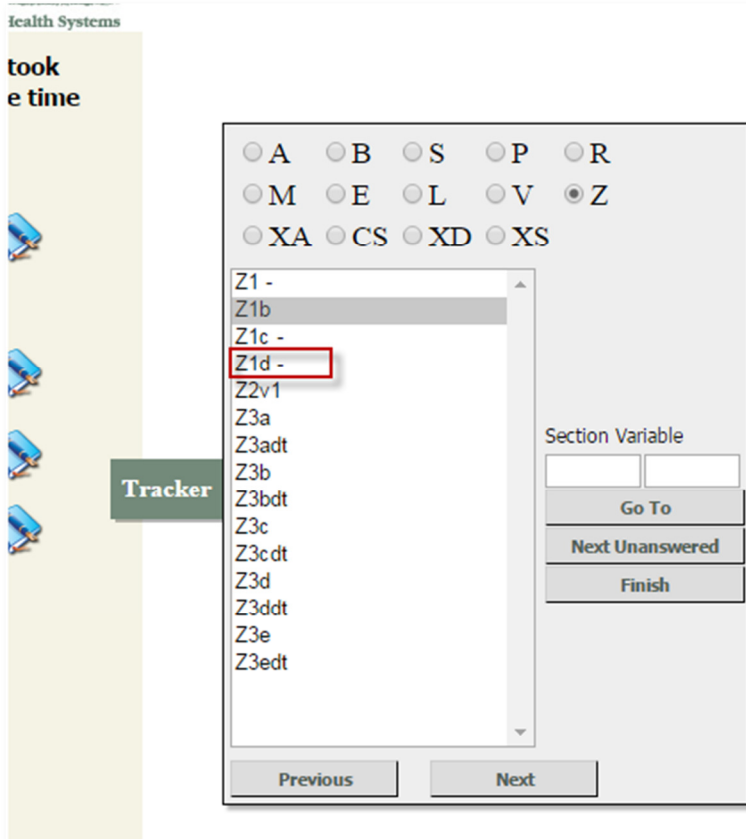 Health Systems
took
e time
A B S P R
M E L V Z
XA CS XD XS
Z1 -
Z1b
Z1c -
Z1d -
Z2v1
Z3a
Z3adt
Z3b
Z3bdt
Z3c
Z3cdt
Z3d
Z3ddt
Z3e
Z3edt
Tracker
Section Variable
Go To
Next Unanswered
Finish
Previous Next